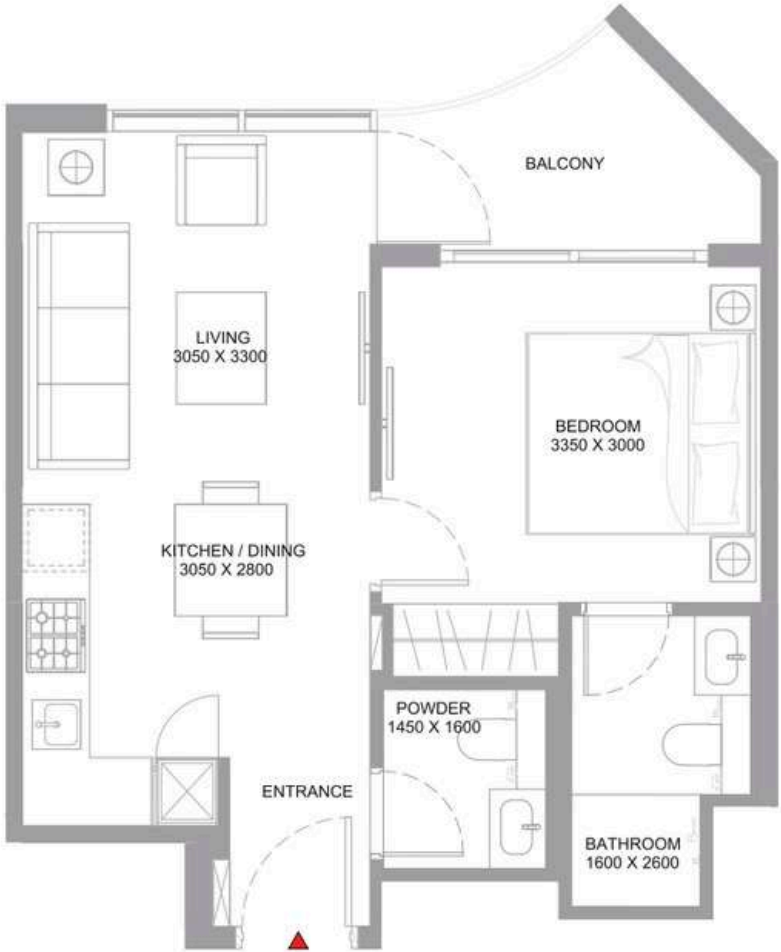 BALCONY
LIVING
3050 X 3300
BEDROOM
3350 X 3000
KITCHEN / DINING
3050 X 2800
POWDER
1450 X 1600
ENTRANCE
BATHROOM
1600 X 2600